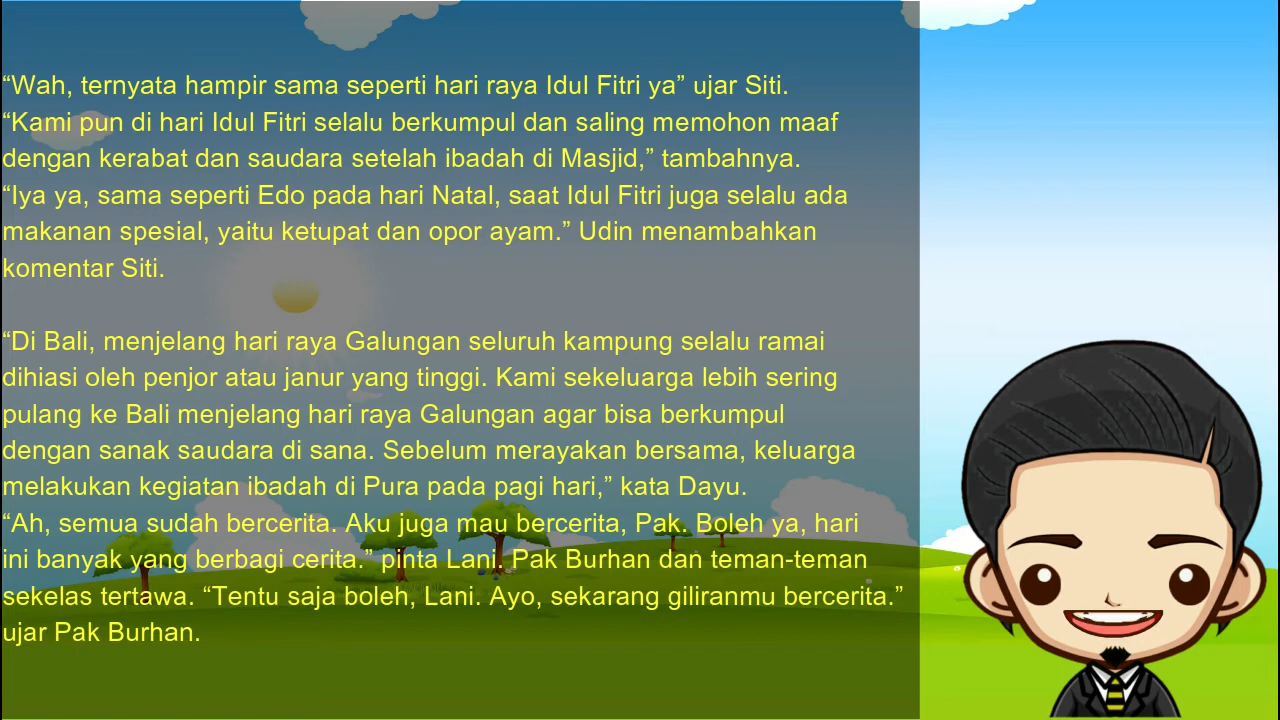 “Wah, ternyata hampir sama seperti hari raya Idul Fitri ya” ujar Siti.
“Kami pun di hari Idul Fitri selalu berkumpul dan saling memohon maaf
dengan kerabat dan saudara setelah ibadah di Masjid,” tambahnya.
“Iya ya, sama seperti Edo pada hari Natal, saat Idul Fitri juga selalu ada
makanan spesial, yaitu ketupat dan opor ayam.” Udin menambahkan
komentar Siti.
“Di Bali, menjelang hari raya Galungan seluruh kampung selalu ramai
dihiasi oleh penjor atau janur yang tinggi. Kami sekeluarga lebih sering
pulang ke Bali menjelang hari raya Galungan agar bisa berkumpul
dengan sanak saudara di sana. Sebelum merayakan bersama, keluarga
melakukan kegiatan ibadah di Pura pada pagi hari,” kata Dayu.
“Ah, semua sudah bercerita. Aku juga mau bercerita, Pak. Boleh ya, hari
ini banyak yang berbagi cerita.” pinta Lani. Pak Burhan dan teman-teman
sekelas tertawa. “Tentu saja boleh, Lani. Ayo, sekarang giliranmu bercerita.”
ujar Pak Burhan.